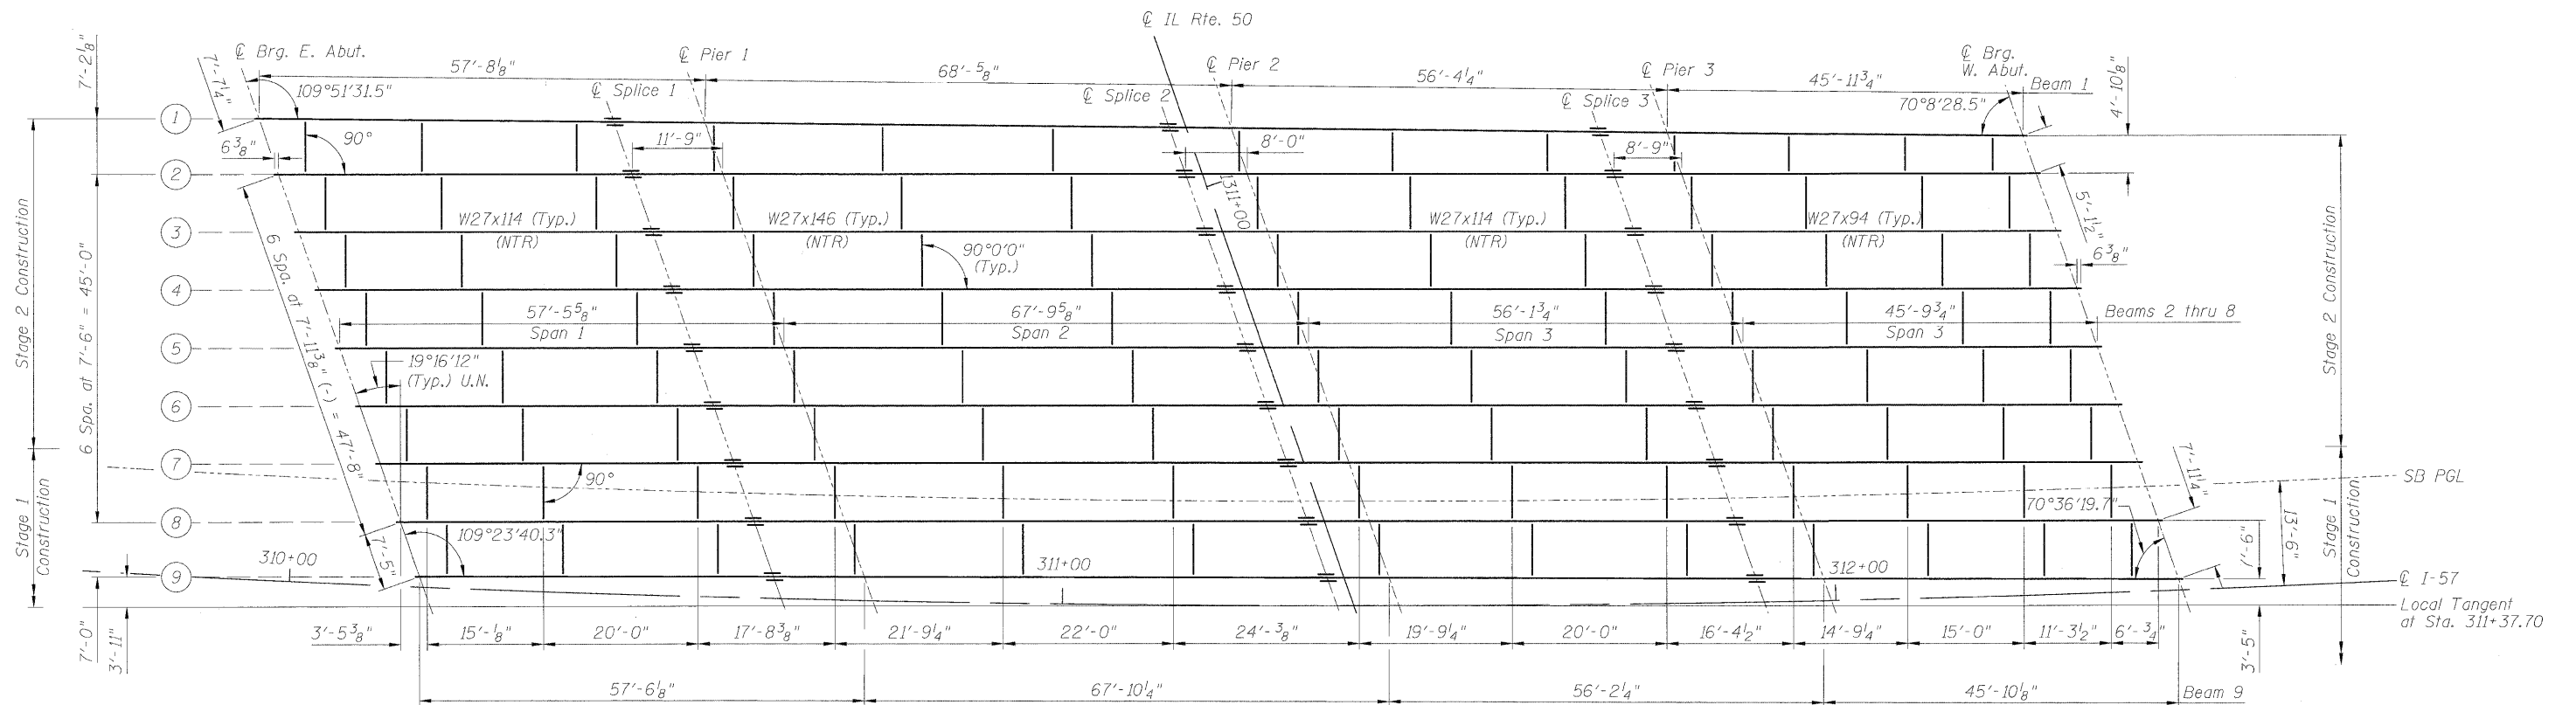 ℄ IL Rte. 50
℄ Brg. E. Abut.
℄ Pier 1
℄ Pier 2
℄ Pier 3
℄ Brg.
W. Abut.
7'-2⅛"
7'-7¼"
57'-8⅛"
68'-⅝"
56'-4¼"
45'-11¾"
Beam 1
4'-10⅛"
109°51'31.5"
℄ Splice 1
℄ Splice 2
℄ Splice 3
70°8'28.5"
1
6⅜"
90°
11'-9"
8'-0"
8'-9"
2
1311+00
5'-1½"
W27x114 (Typ.)
(NTR)
W27x146 (Typ.)
(NTR)
W27x114 (Typ.)
(NTR)
W27x94 (Typ.)
(NTR)
3
90°0'0"
(Typ.)
6⅜"
Stage 2 Construction
6 Spa. at 7'-6" = 45'-0"
6 Spa. at 7'-11⅜" (-) = 47'-8"
Stage 2 Construction
4
57'-5⅝"
Span 1
67'-9⅝"
Span 2
56'-1¾"
Span 3
45'-9¾"
Span 3
Beams 2 thru 8
5
19°16'12"
(Typ.) U.N.
6
7
90°
7'-11¼"
SB PGL
70°36'19.7"
13'-6"
8
109°23'40.3"
7'-5"
7'-6"
Stage 1
Construction
Stage 1
Construction
310+00
311+00
312+00
9
℄ I-57
Local Tangent
at Sta. 311+37.70
7'-0"
3'-11"
3'-5"
3'-5⅜"
15'-⅛"
20'-0"
17'-8⅜"
21'-9¼"
22'-0"
24'-⅜"
19'-9¼"
20'-0"
16'-4½"
14'-9¼"
15'-0"
11'-3½"
6'-¾"
57'-6⅛"
67'-10¼"
56'-2¼"
45'-10⅛"
Beam 9